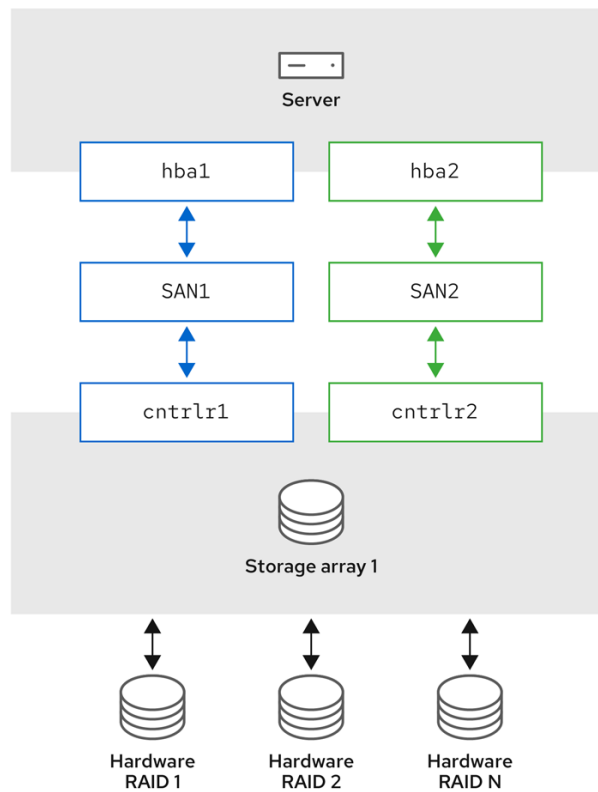 Server
hba1
hba2
SAN1
SAN2
cntrlr1
cntrlr2
Storage array 1
Hardware
RAID 1
Hardware
RAID 2
Hardware
RAID N